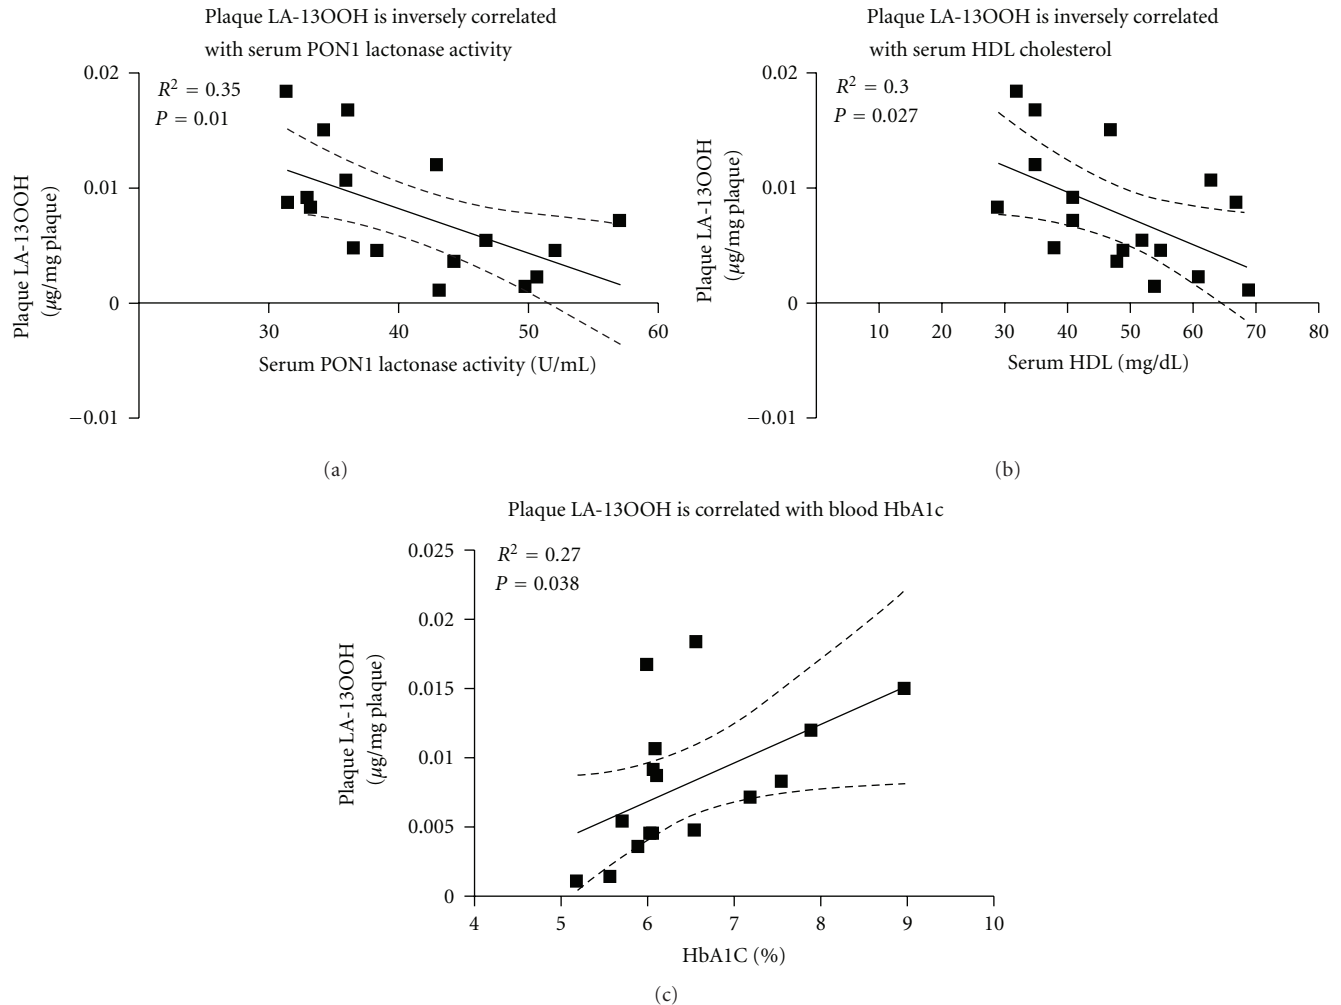 Plaque LA-13OOH is inversely correlated
with serum PON1 lactonase activity
R² = 0.35
P = 0.01
0.02
0.01
0
−0.01
Plaque LA-13OOH
(μg/mg plaque)
30 40 50 60
Serum PON1 lactonase activity (U/mL)
(a)
Plaque LA-13OOH is inversely correlated
with serum HDL cholesterol
R² = 0.3
P = 0.027
0.02
0.01
0
−0.01
Plaque LA-13OOH
(μg/mg plaque)
10 20 30 40 50 60 70 80
Serum HDL (mg/dL)
(b)
Plaque LA-13OOH is correlated with blood HbA1c
R² = 0.27
P = 0.038
0.025
0.02
0.015
0.01
0.005
0
Plaque LA-13OOH
(μg/mg plaque)
4 5 6 7 8 9 10
HbA1C (%)
(c)